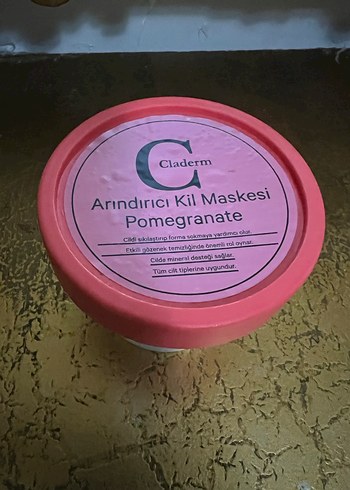 C
Claderm
Arındırıcı Kil Maskesi
Pomegranate
Cildi sıkılaştırıp forma sokmaya yardımcı olur.
Etkili gözenek temizliğinde önemli rol oynar.
Cilde mineral desteği sağlar.
Tüm cilt tiplerine uygundur.